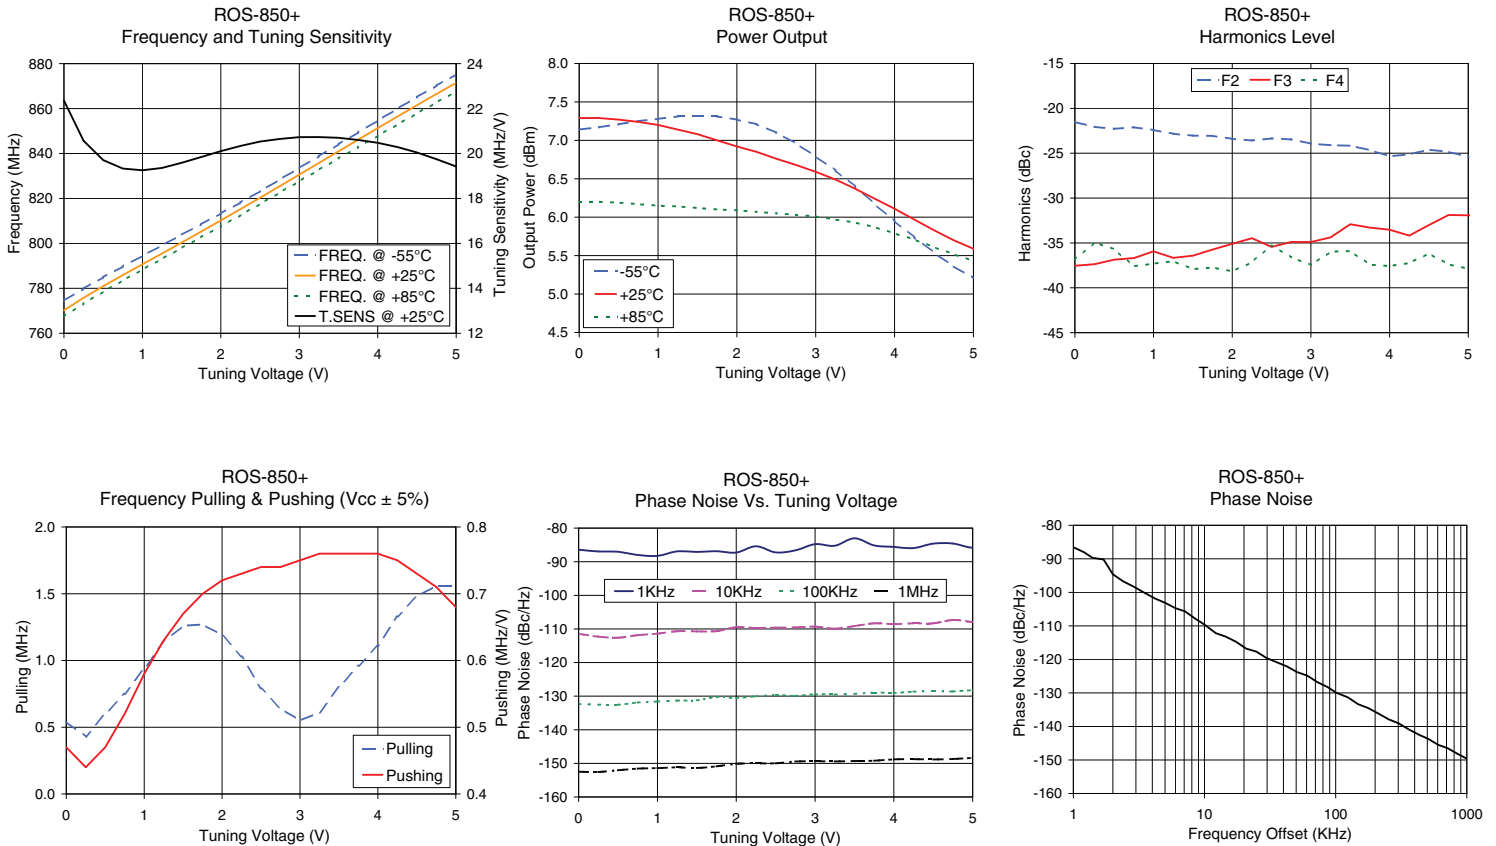 ROS-850+
Frequency and Tuning Sensitivity
880
860
840
820
800
780
760
24
22
20
18
16
14
12
Frequency (MHz)
Tuning Sensitivity (MHz/V)
FREQ. @ -55°C
FREQ. @ +25°C
FREQ. @ +85°C
T.SENS @ +25°C
0 1 2 3 4 5
Tuning Voltage (V)
ROS-850+
Power Output
8.0
7.5
7.0
6.5
6.0
5.5
5.0
4.5
Output Power (dBm)
-55°C
+25°C
+85°C
0 1 2 3 4 5
Tuning Voltage (V)
ROS-850+
Harmonics Level
-15
-20
-25
-30
-35
-40
-45
Harmonics (dBc)
F2 F3 F4
0 1 2 3 4 5
Tuning Voltage (V)
ROS-850+
Frequency Pulling & Pushing (Vcc ± 5%)
2.0
1.5
1.0
0.5
0.0
0.8
0.7
0.6
0.5
0.4
Pulling (MHz)
Pushing (MHz/V)
Pulling
Pushing
0 1 2 3 4 5
Tuning Voltage (V)
ROS-850+
Phase Noise Vs. Tuning Voltage
-80
-90
-100
-110
-120
-130
-140
-150
-160
Phase Noise (dBc/Hz)
1KHz 10KHz 100KHz 1MHz
0 1 2 3 4 5
Tuning Voltage (V)
ROS-850+
Phase Noise
-80
-90
-100
-110
-120
-130
-140
-150
-160
Phase Noise (dBc/Hz)
1 10 100 1000
Frequency Offset (KHz)